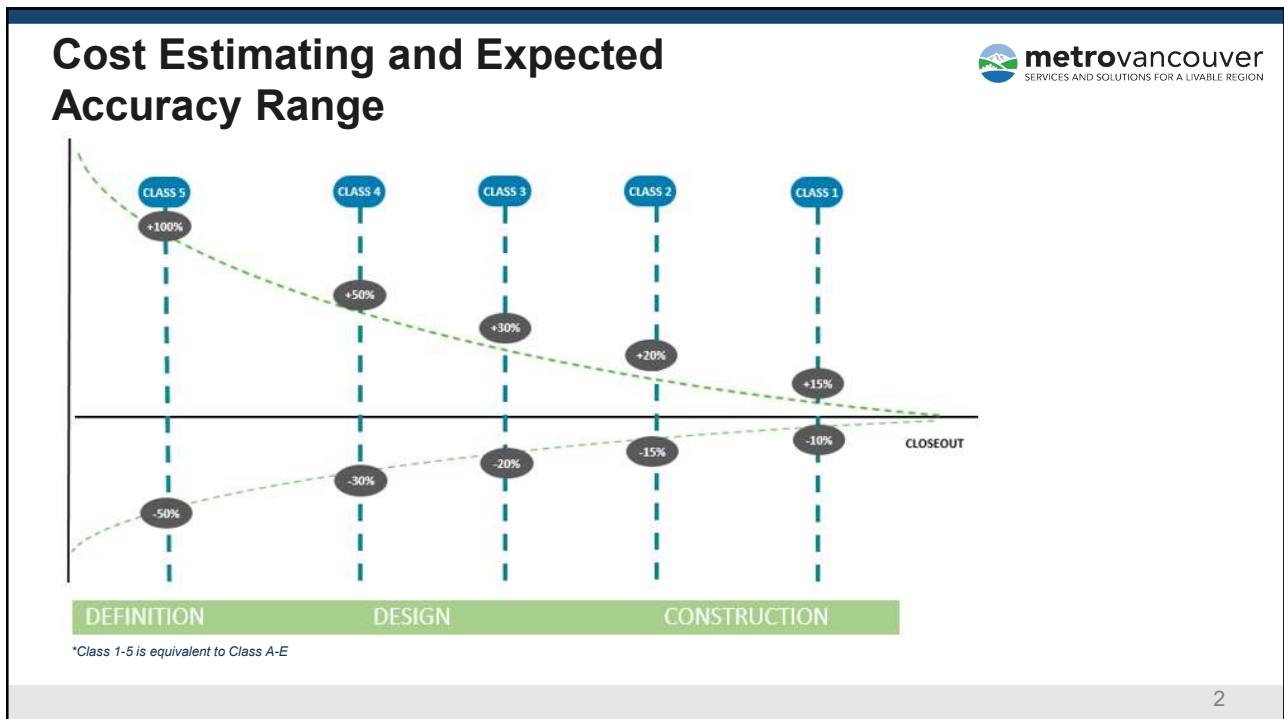 Cost Estimating and Expected
Accuracy Range
metrovancouver
SERVICES AND SOLUTIONS FOR A LIVABLE REGION
CLASS 5
CLASS 4
CLASS 3
CLASS 2
CLASS 1
+100%
+50%
+30%
+20%
+15%
CLOSEOUT
-10%
-15%
-20%
-30%
-50%
DEFINITION
DESIGN
CONSTRUCTION
*Class 1-5 is equivalent to Class A-E
2